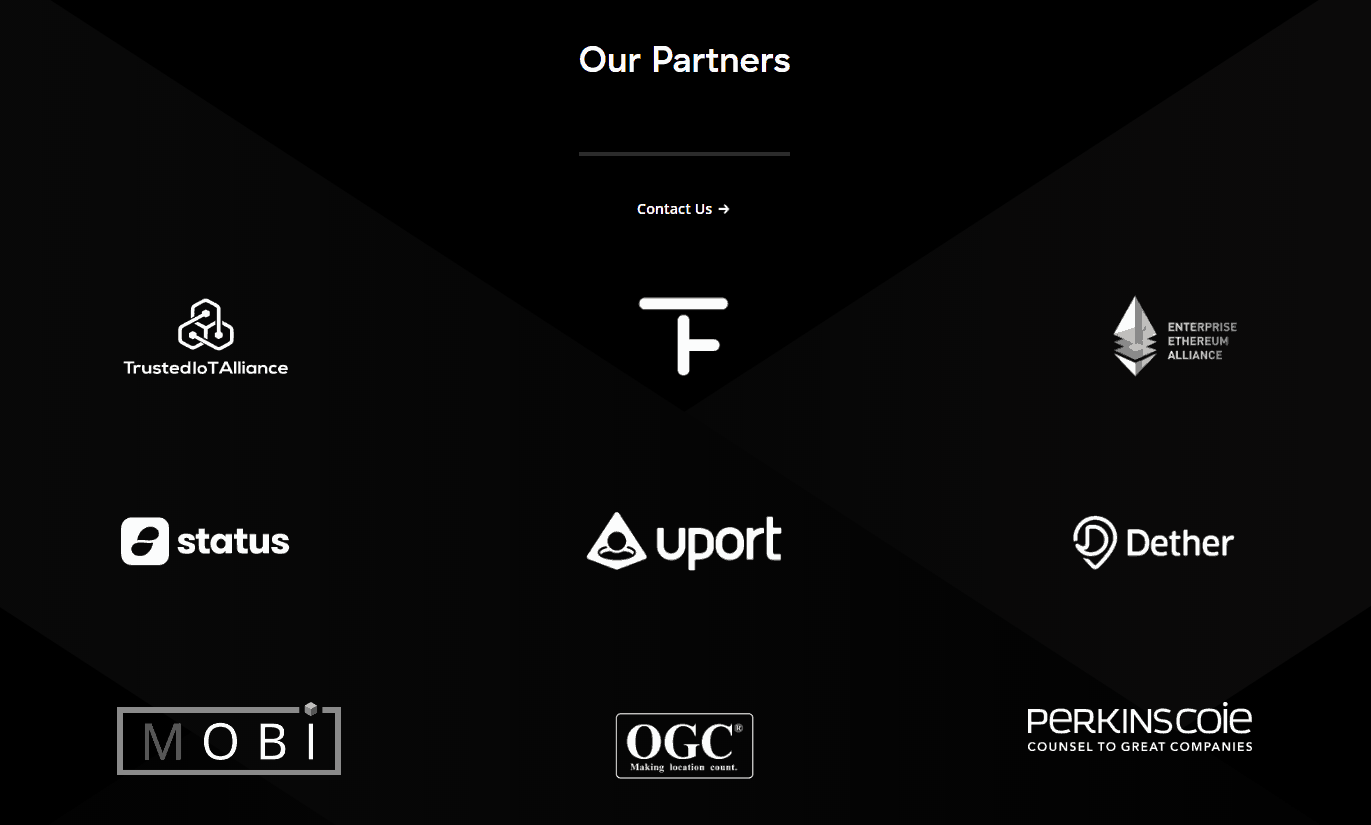 Our Partners
Contact Us →
TrustedIoTAlliance
ENTERPRISE
ETHEREUM
ALLIANCE
status
uport
Dether
MOBi
OGC®
Making location count.
PERKINSCOIE
COUNSEL TO GREAT COMPANIES